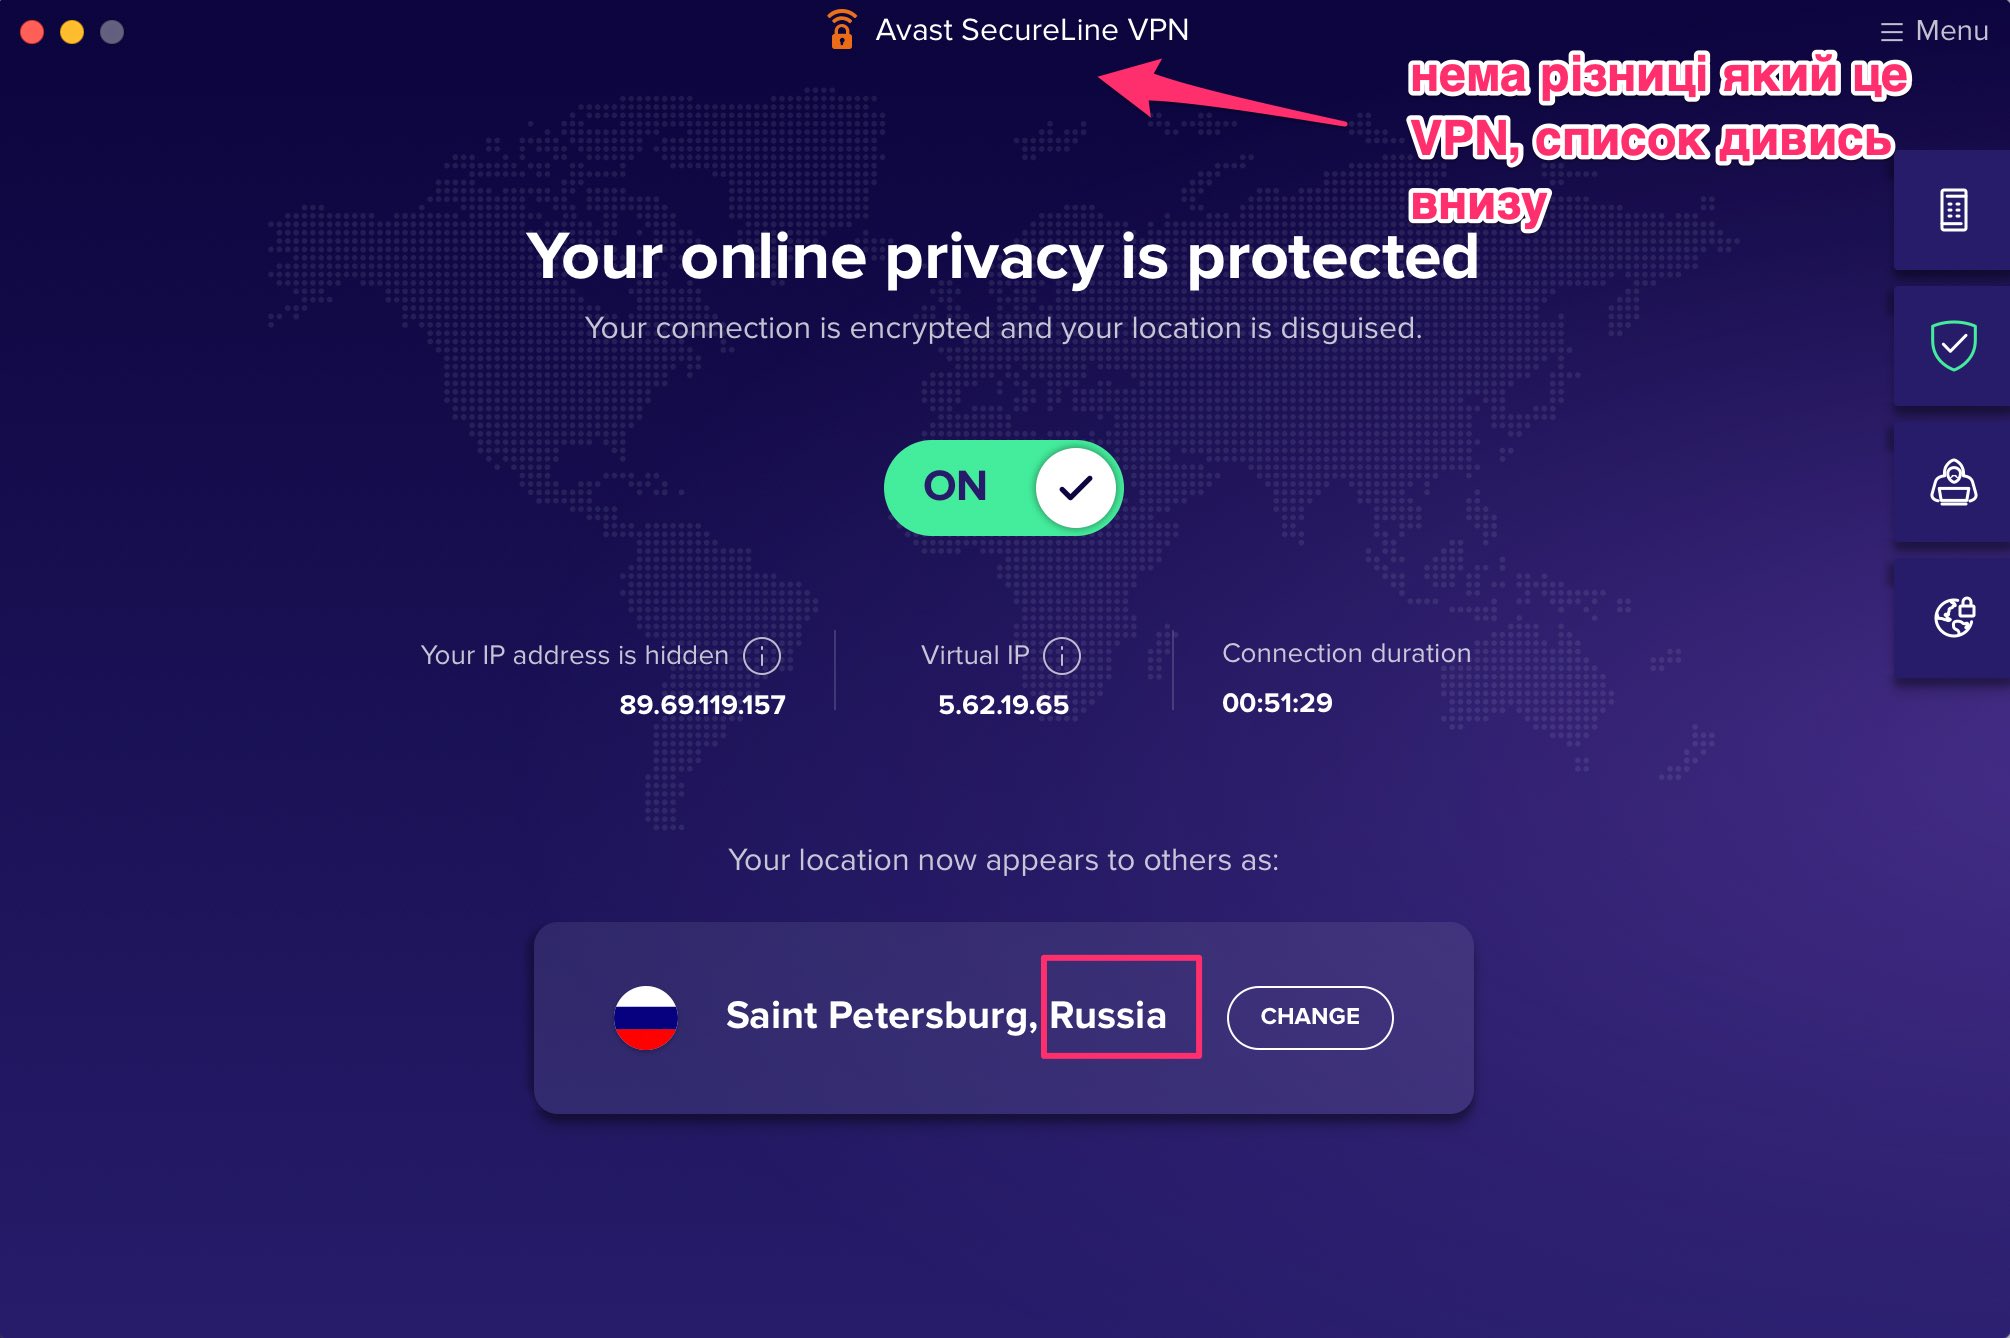 Avast SecureLine VPN
Menu
нема різниці який це
VPN, список дивись
внизу
Your online privacy is protected
Your connection is encrypted and your location is disguised.
ON
Your IP address is hidden
89.69.119.157
Virtual IP
5.62.19.65
Connection duration
00:51:29
Your location now appears to others as:
Saint Petersburg, Russia
CHANGE